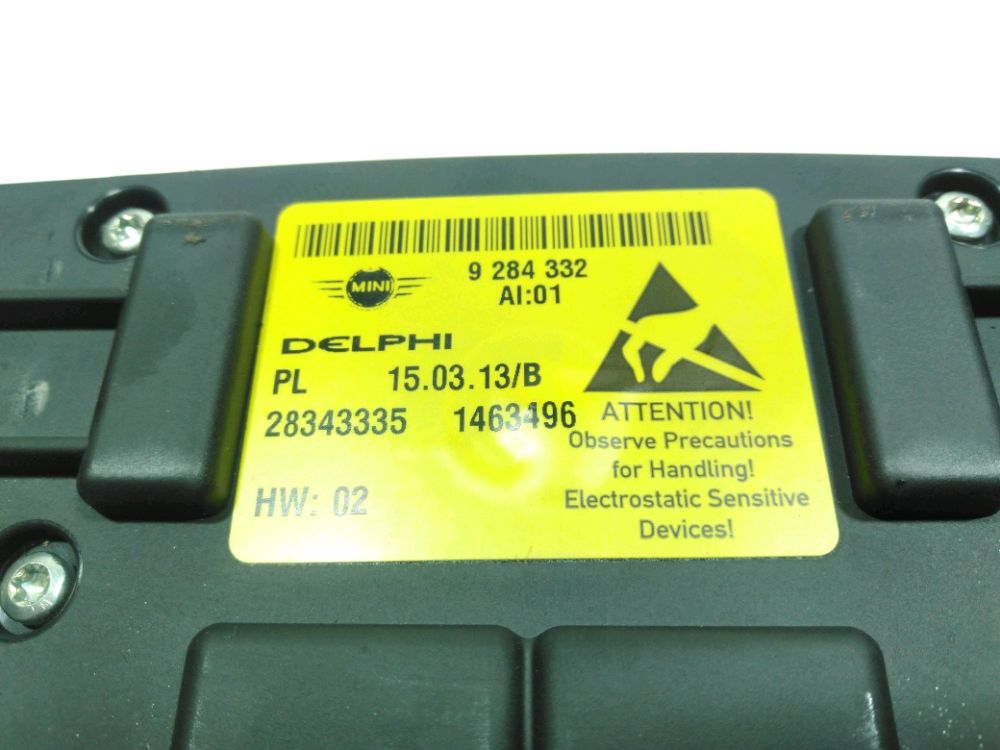 9 284 332
MINI
AI:01
DELPHI
PL 15.03.13/B
28343335 1463496
HW: 02
ATTENTION!
Observe Precautions
for Handling!
Electrostatic Sensitive
Devices!